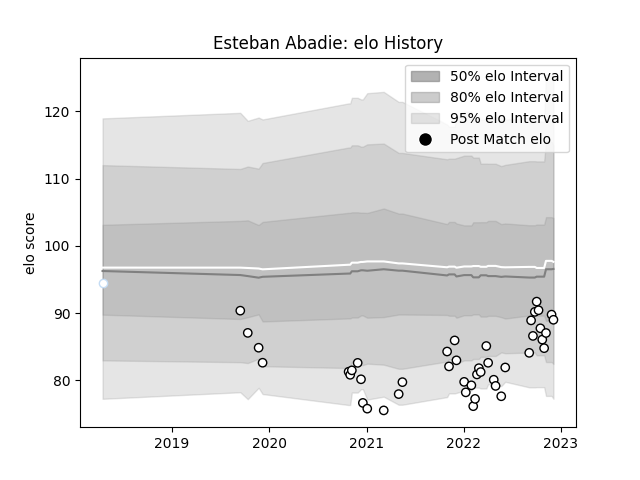 Esteban Abadie: elo History
50% elo Interval
80% elo Interval
95% elo Interval
Post Match elo
elo score
120
110
100
90
80
2019
2020
2021
2022
2023